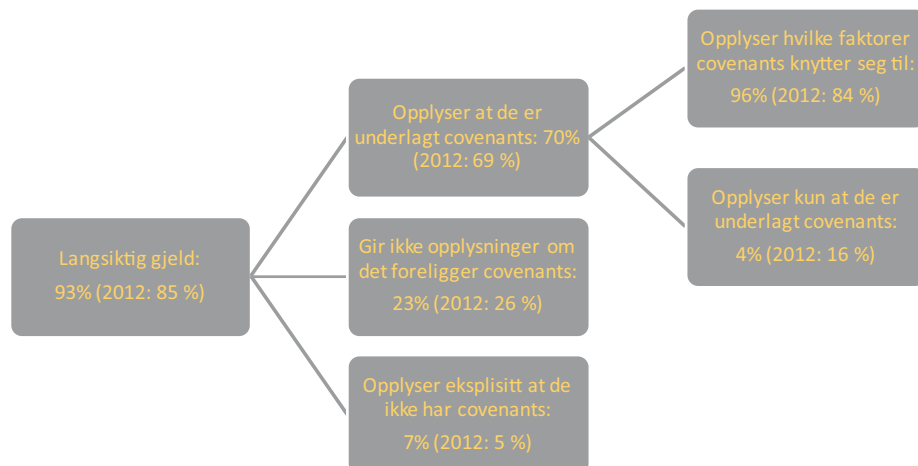 Langsiktig gjeld:
93% (2012: 85 %)
Opplyser at de er
underlagt covenants: 70%
(2012: 69 %)
Gir ikke opplysninger om
det foreligger covenants:
23% (2012: 26 %)
Opplyser eksplisitt at de
ikke har covenants:
7% (2012: 5 %)
Opplyser hvilke faktorer
covenants knytter seg til:
96% (2012: 84 %)
Opplyser kun at de er
underlagt covenants:
4% (2012: 16 %)